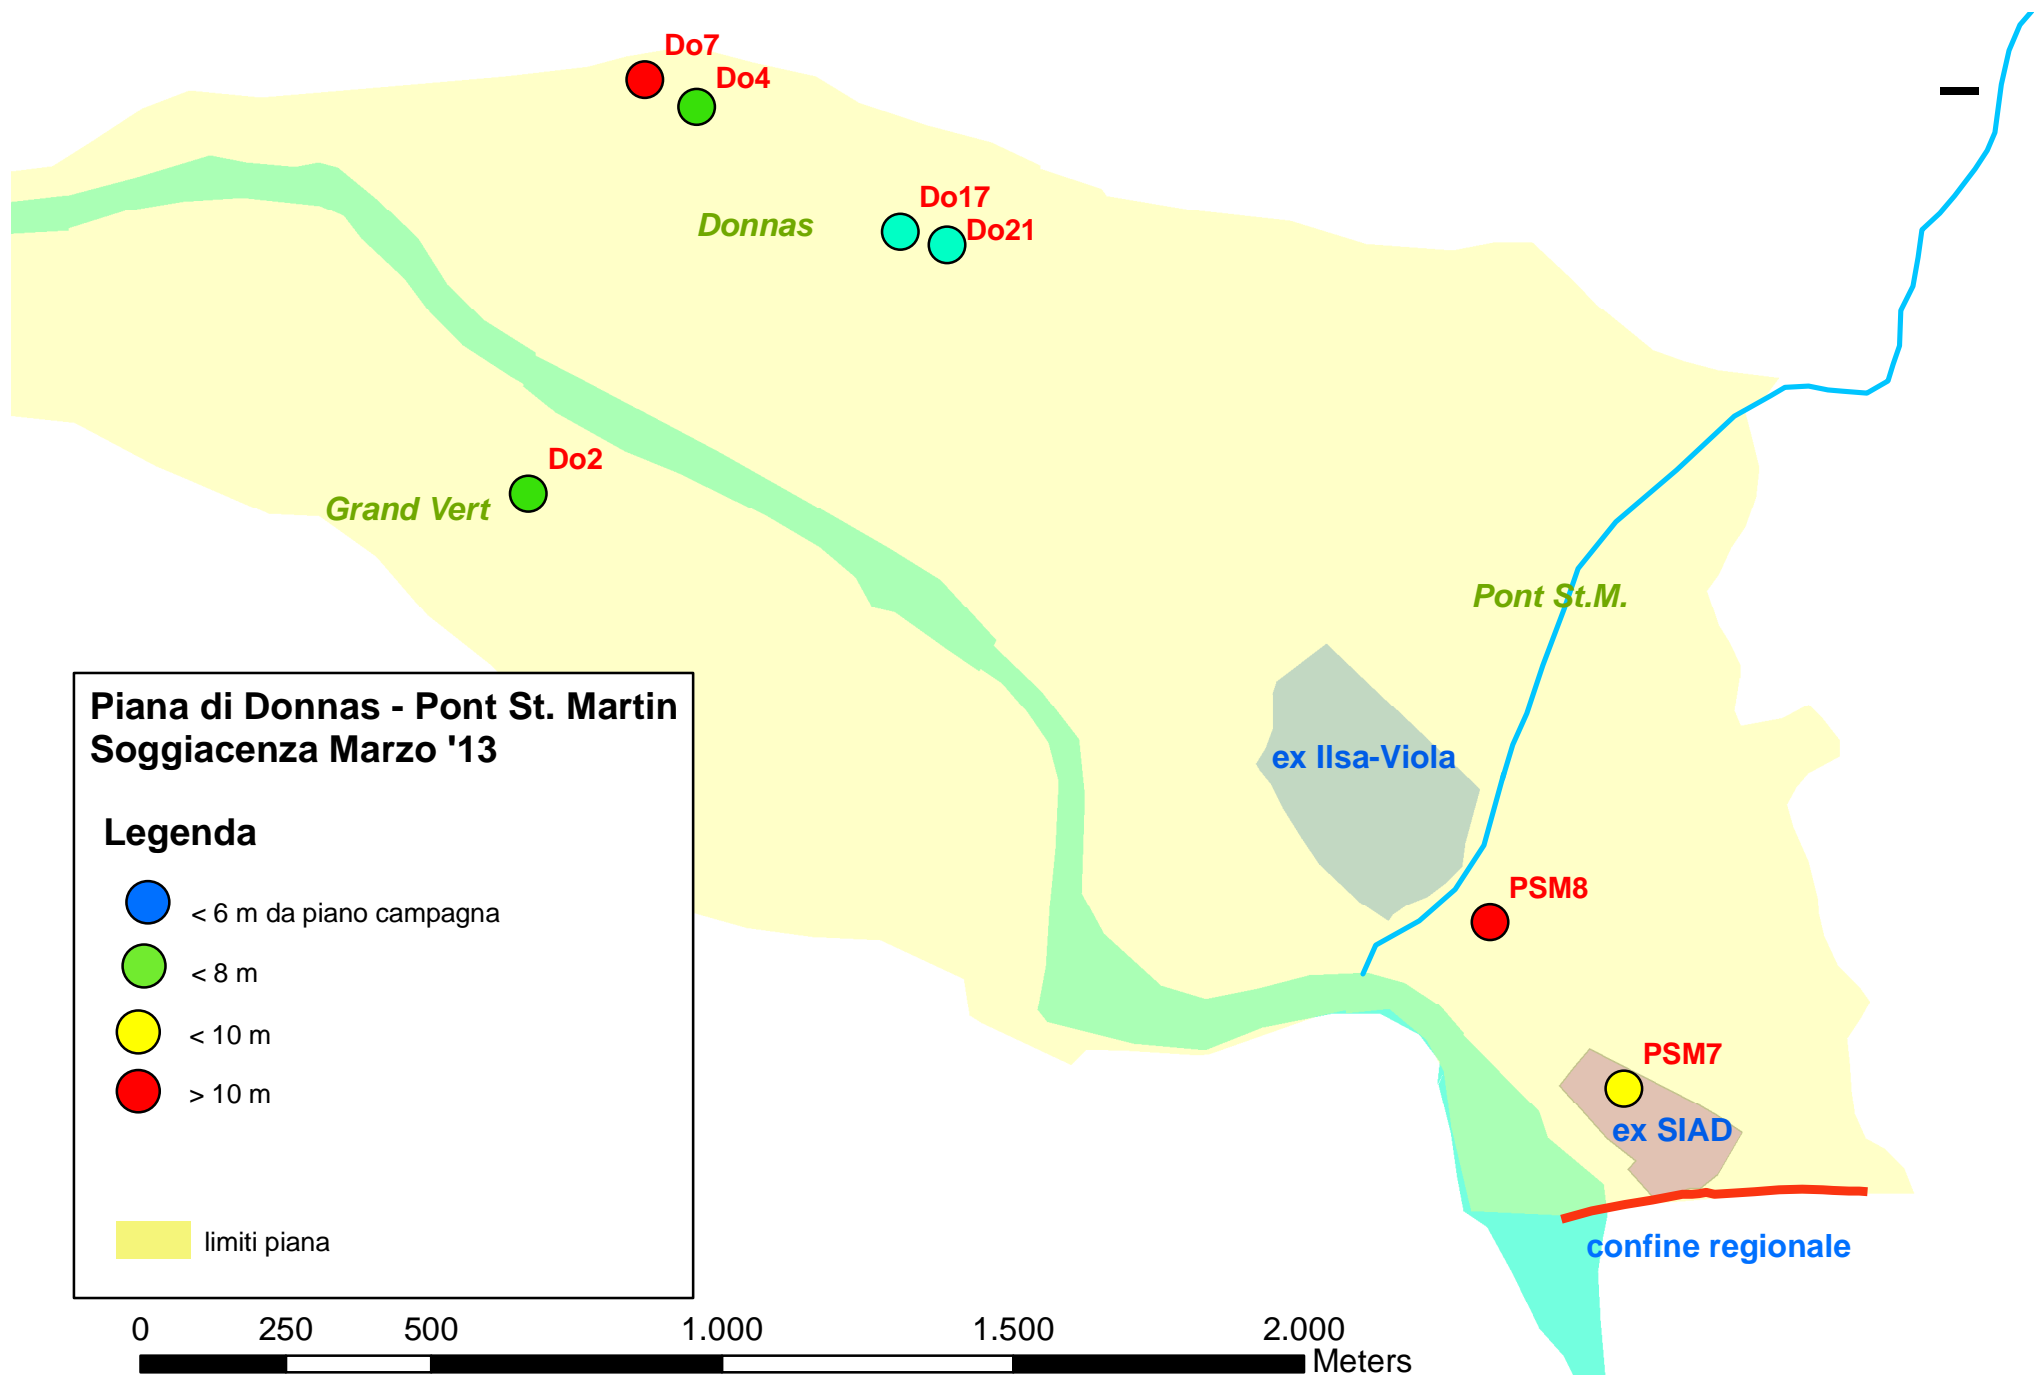 Do7
Do4
Do17
Donnas
Do21
Do2
Grand Vert
Pont St.M.
Piana di Donnas - Pont St. Martin
Soggiacenza Marzo '13
ex Ilsa-Viola
Legenda
PSM8
< 6 m da piano campagna
< 8 m
< 10 m
> 10 m
PSM7
ex SIAD
limiti piana
confine regionale
0 250 500 1.000 1.500 2.000
Meters